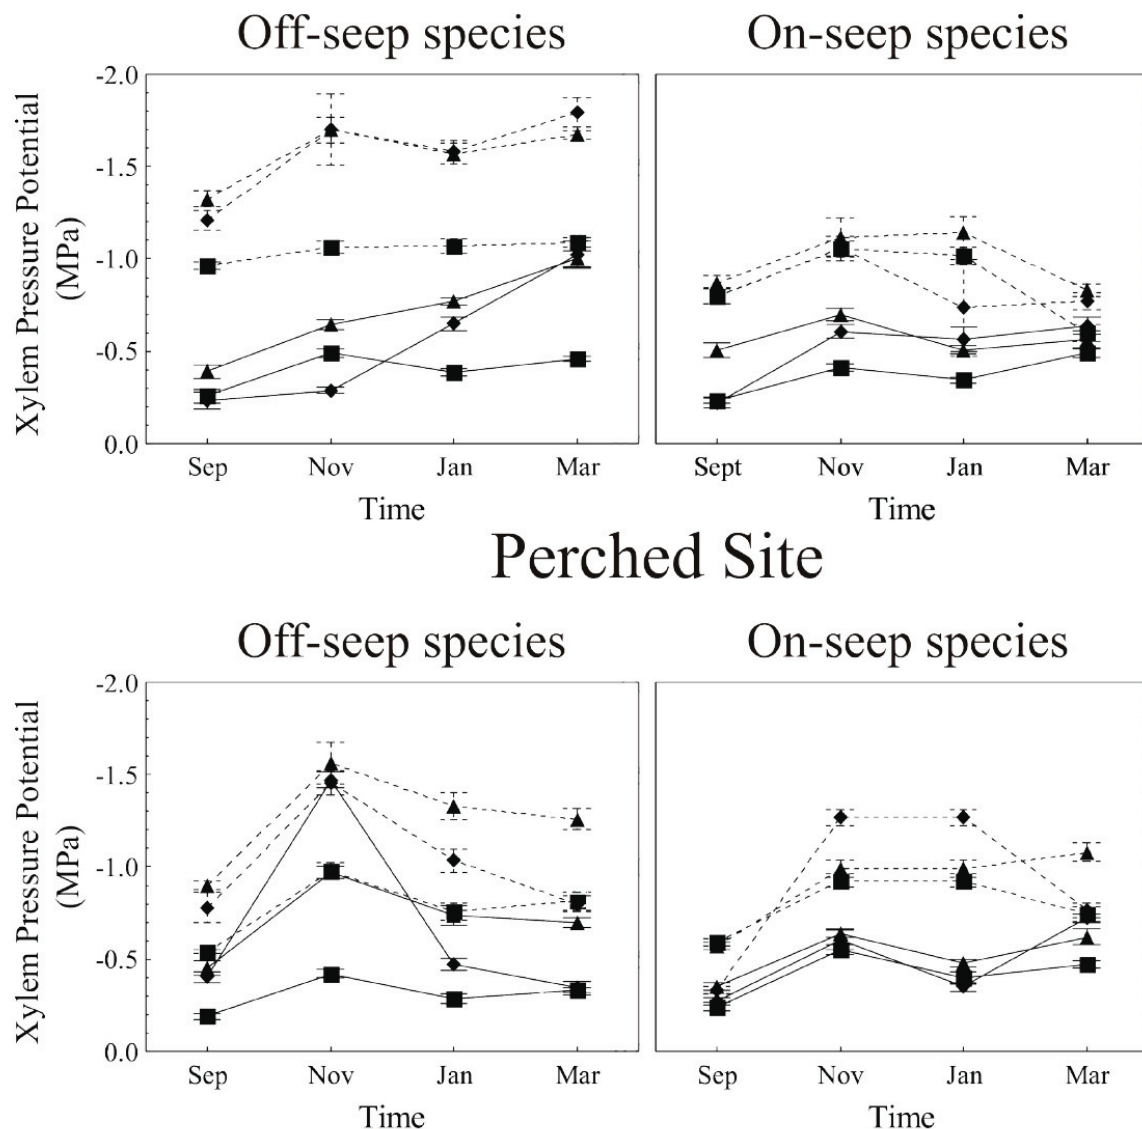 Off-seep species On-seep species
Xylem Pressure Potential
(MPa)
-2.0
-1.5
-1.0
-0.5
0.0
Sep Nov Jan Mar Sept Nov Jan Mar
Time Time
Perched Site
Off-seep species On-seep species
Xylem Pressure Potential
(MPa)
-2.0
-1.5
-1.0
-0.5
0.0
Sep Nov Jan Mar Sep Nov Jan Mar
Time Time